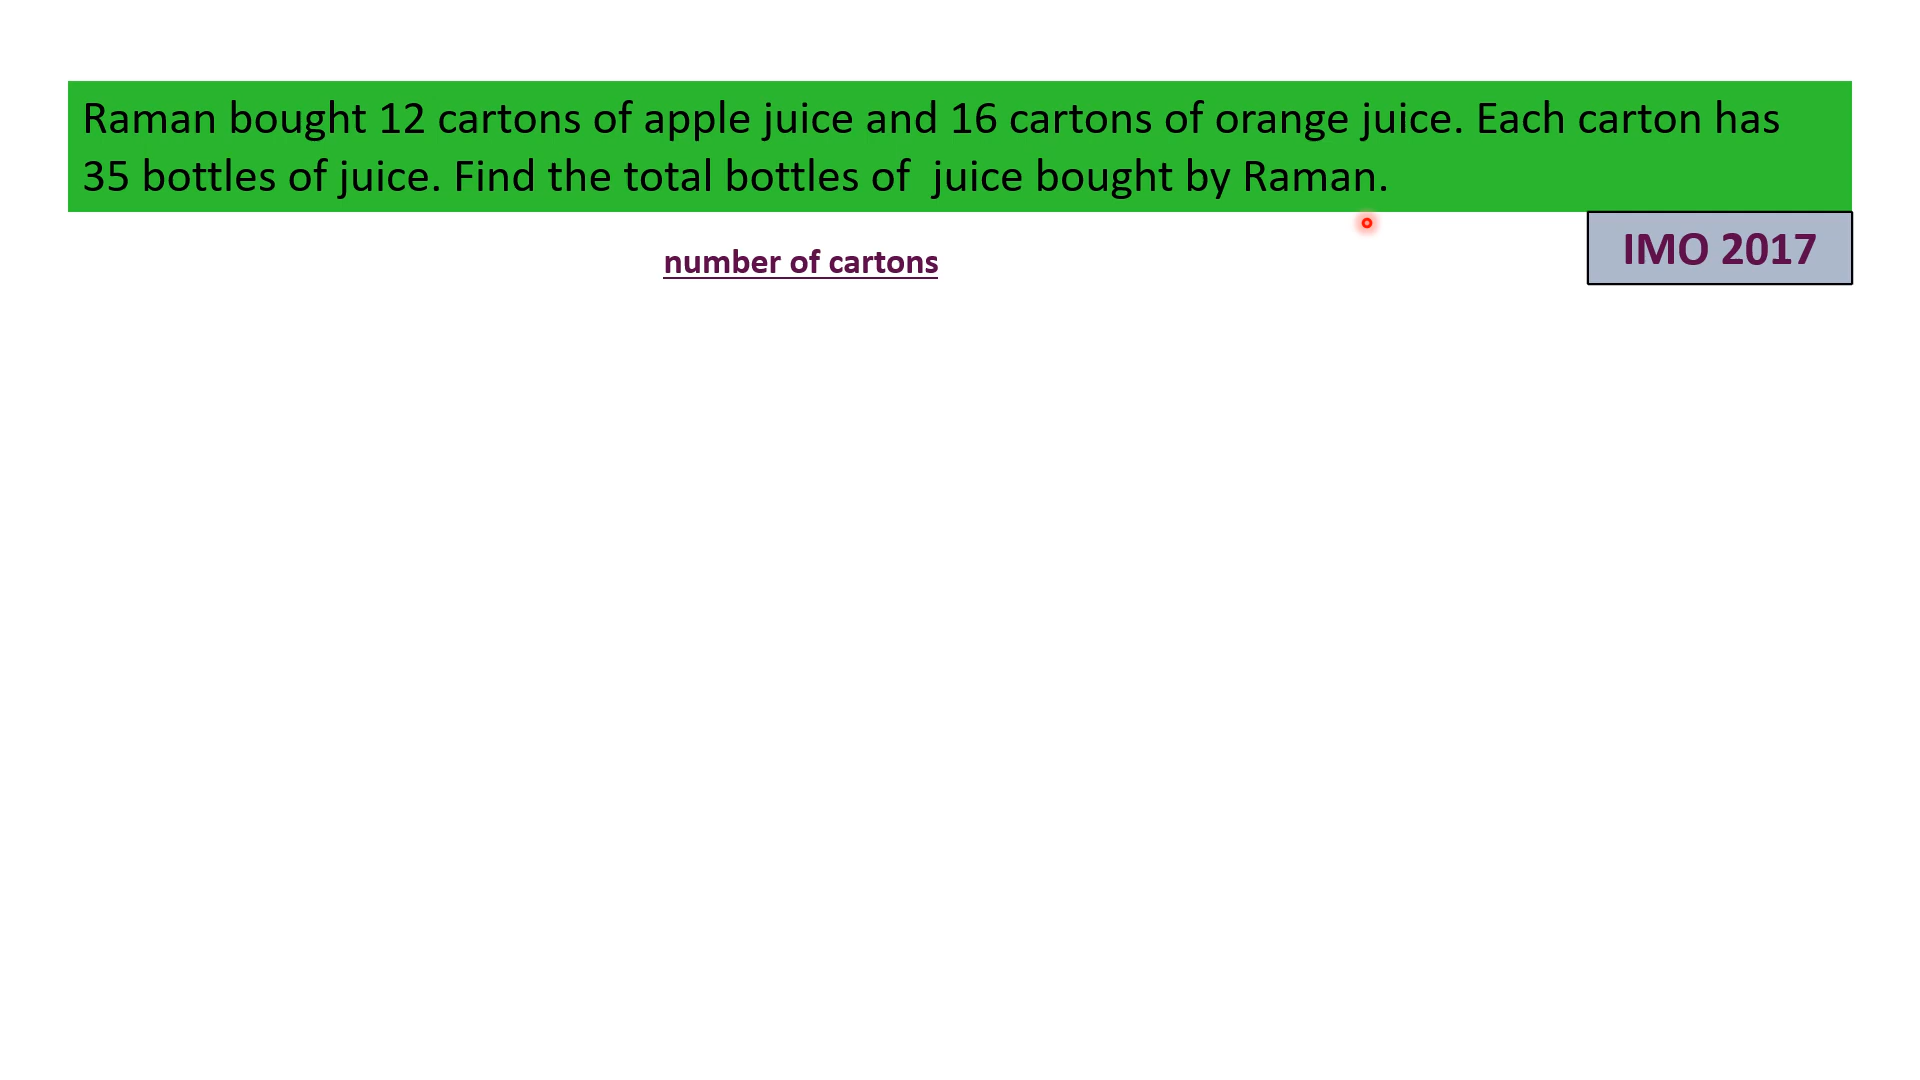 Raman bought 12 cartons of apple juice and 16 cartons of orange juice. Each carton has
35 bottles of juice. Find the total bottles of  juice bought by Raman.
IMO 2017
number of cartons